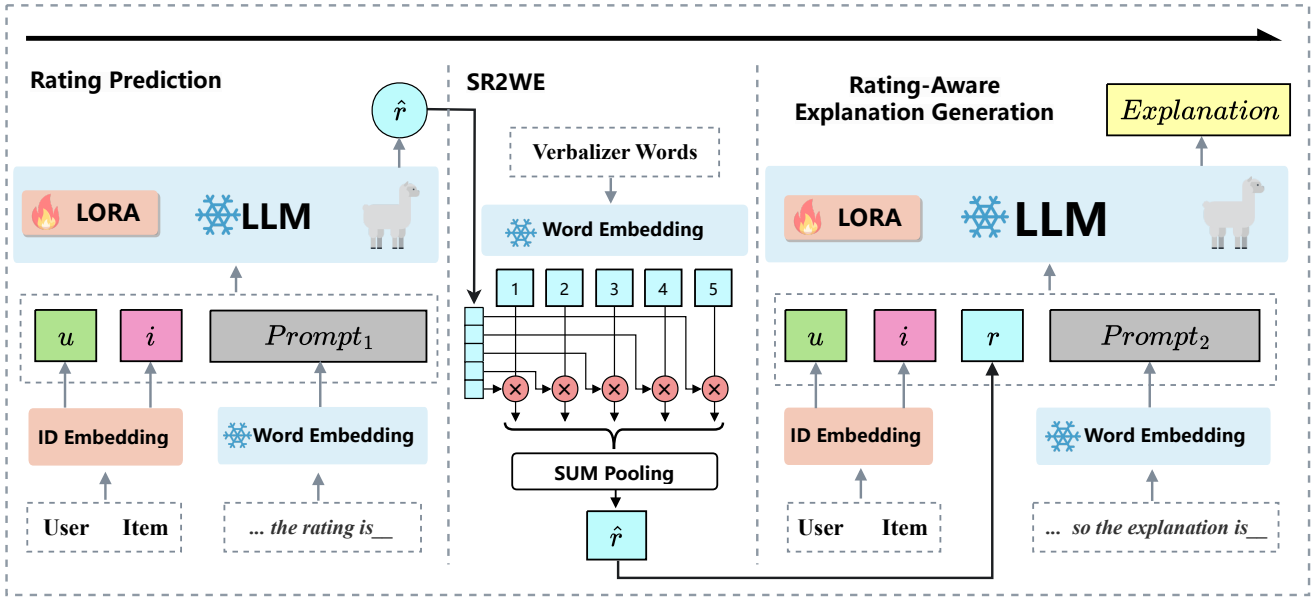 Rating Prediction
r̂
LORA
LLM
u
i
Prompt₁
ID Embedding
Word Embedding
User Item
... the rating is__
SR2WE
Verbalizer Words
Word Embedding
1 2 3 4 5
SUM Pooling
r̂
Rating-Aware
Explanation Generation
Explanation
LORA
LLM
u
i
r
Prompt₂
ID Embedding
Word Embedding
User Item
... so the explanation is__